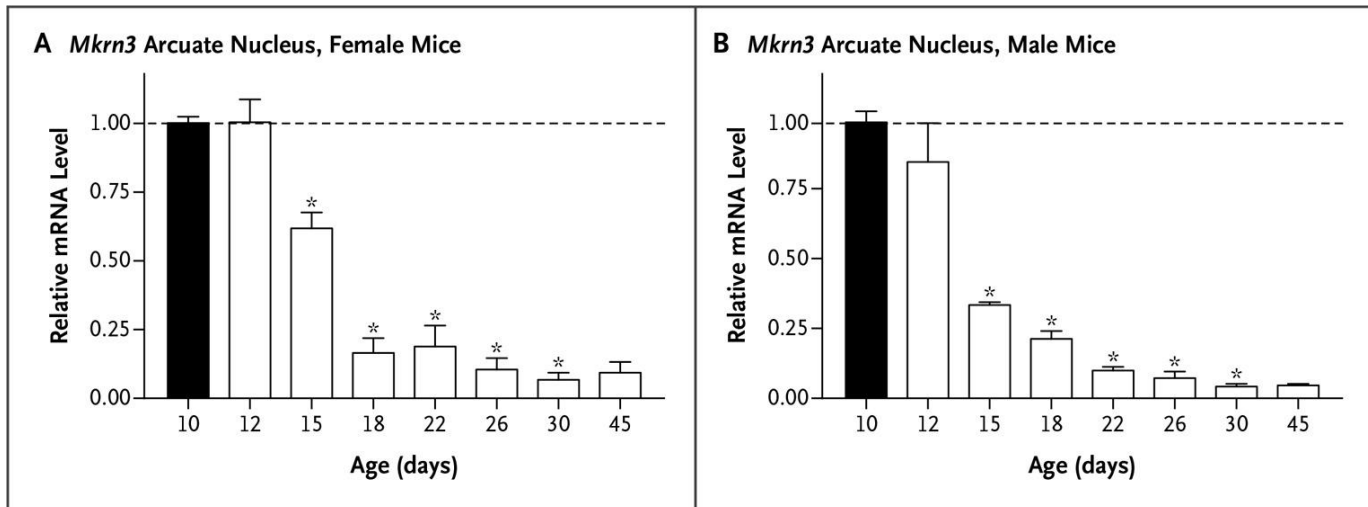 A Mkrn3 Arcuate Nucleus, Female Mice
Relative mRNA Level
1.00
0.75
0.50
0.25
0.00
* * * * * *
10 12 15 18 22 26 30 45
Age (days)
B Mkrn3 Arcuate Nucleus, Male Mice
Relative mRNA Level
1.00
0.75
0.50
0.25
0.00
* * * * *
10 12 15 18 22 26 30 45
Age (days)